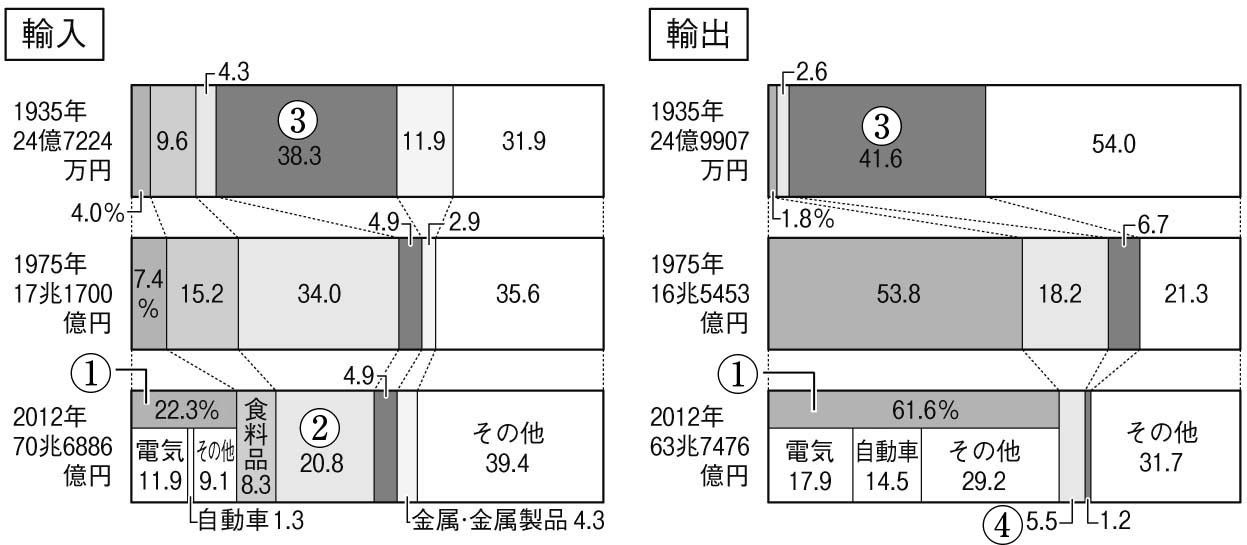 輸入
4.3
1935年
24億7224
万円
9.6
③
38.3
11.9
31.9
4.0%
4.9
2.9
1975年
17兆1700
億円
7.4
%
15.2
34.0
35.6
①
4.9
2012年
70兆6886
億円
22.3%
電気
11.9
その他
9.1
食料品
8.3
②
20.8
その他
39.4
自動車1.3
金属・金属製品 4.3
輸出
2.6
1935年
24億9907
万円
③
41.6
54.0
1.8%
6.7
1975年
16兆5453
億円
53.8
18.2
21.3
①
2012年
63兆7476
億円
61.6%
電気
17.9
自動車
14.5
その他
29.2
その他
31.7
④
5.5
1.2